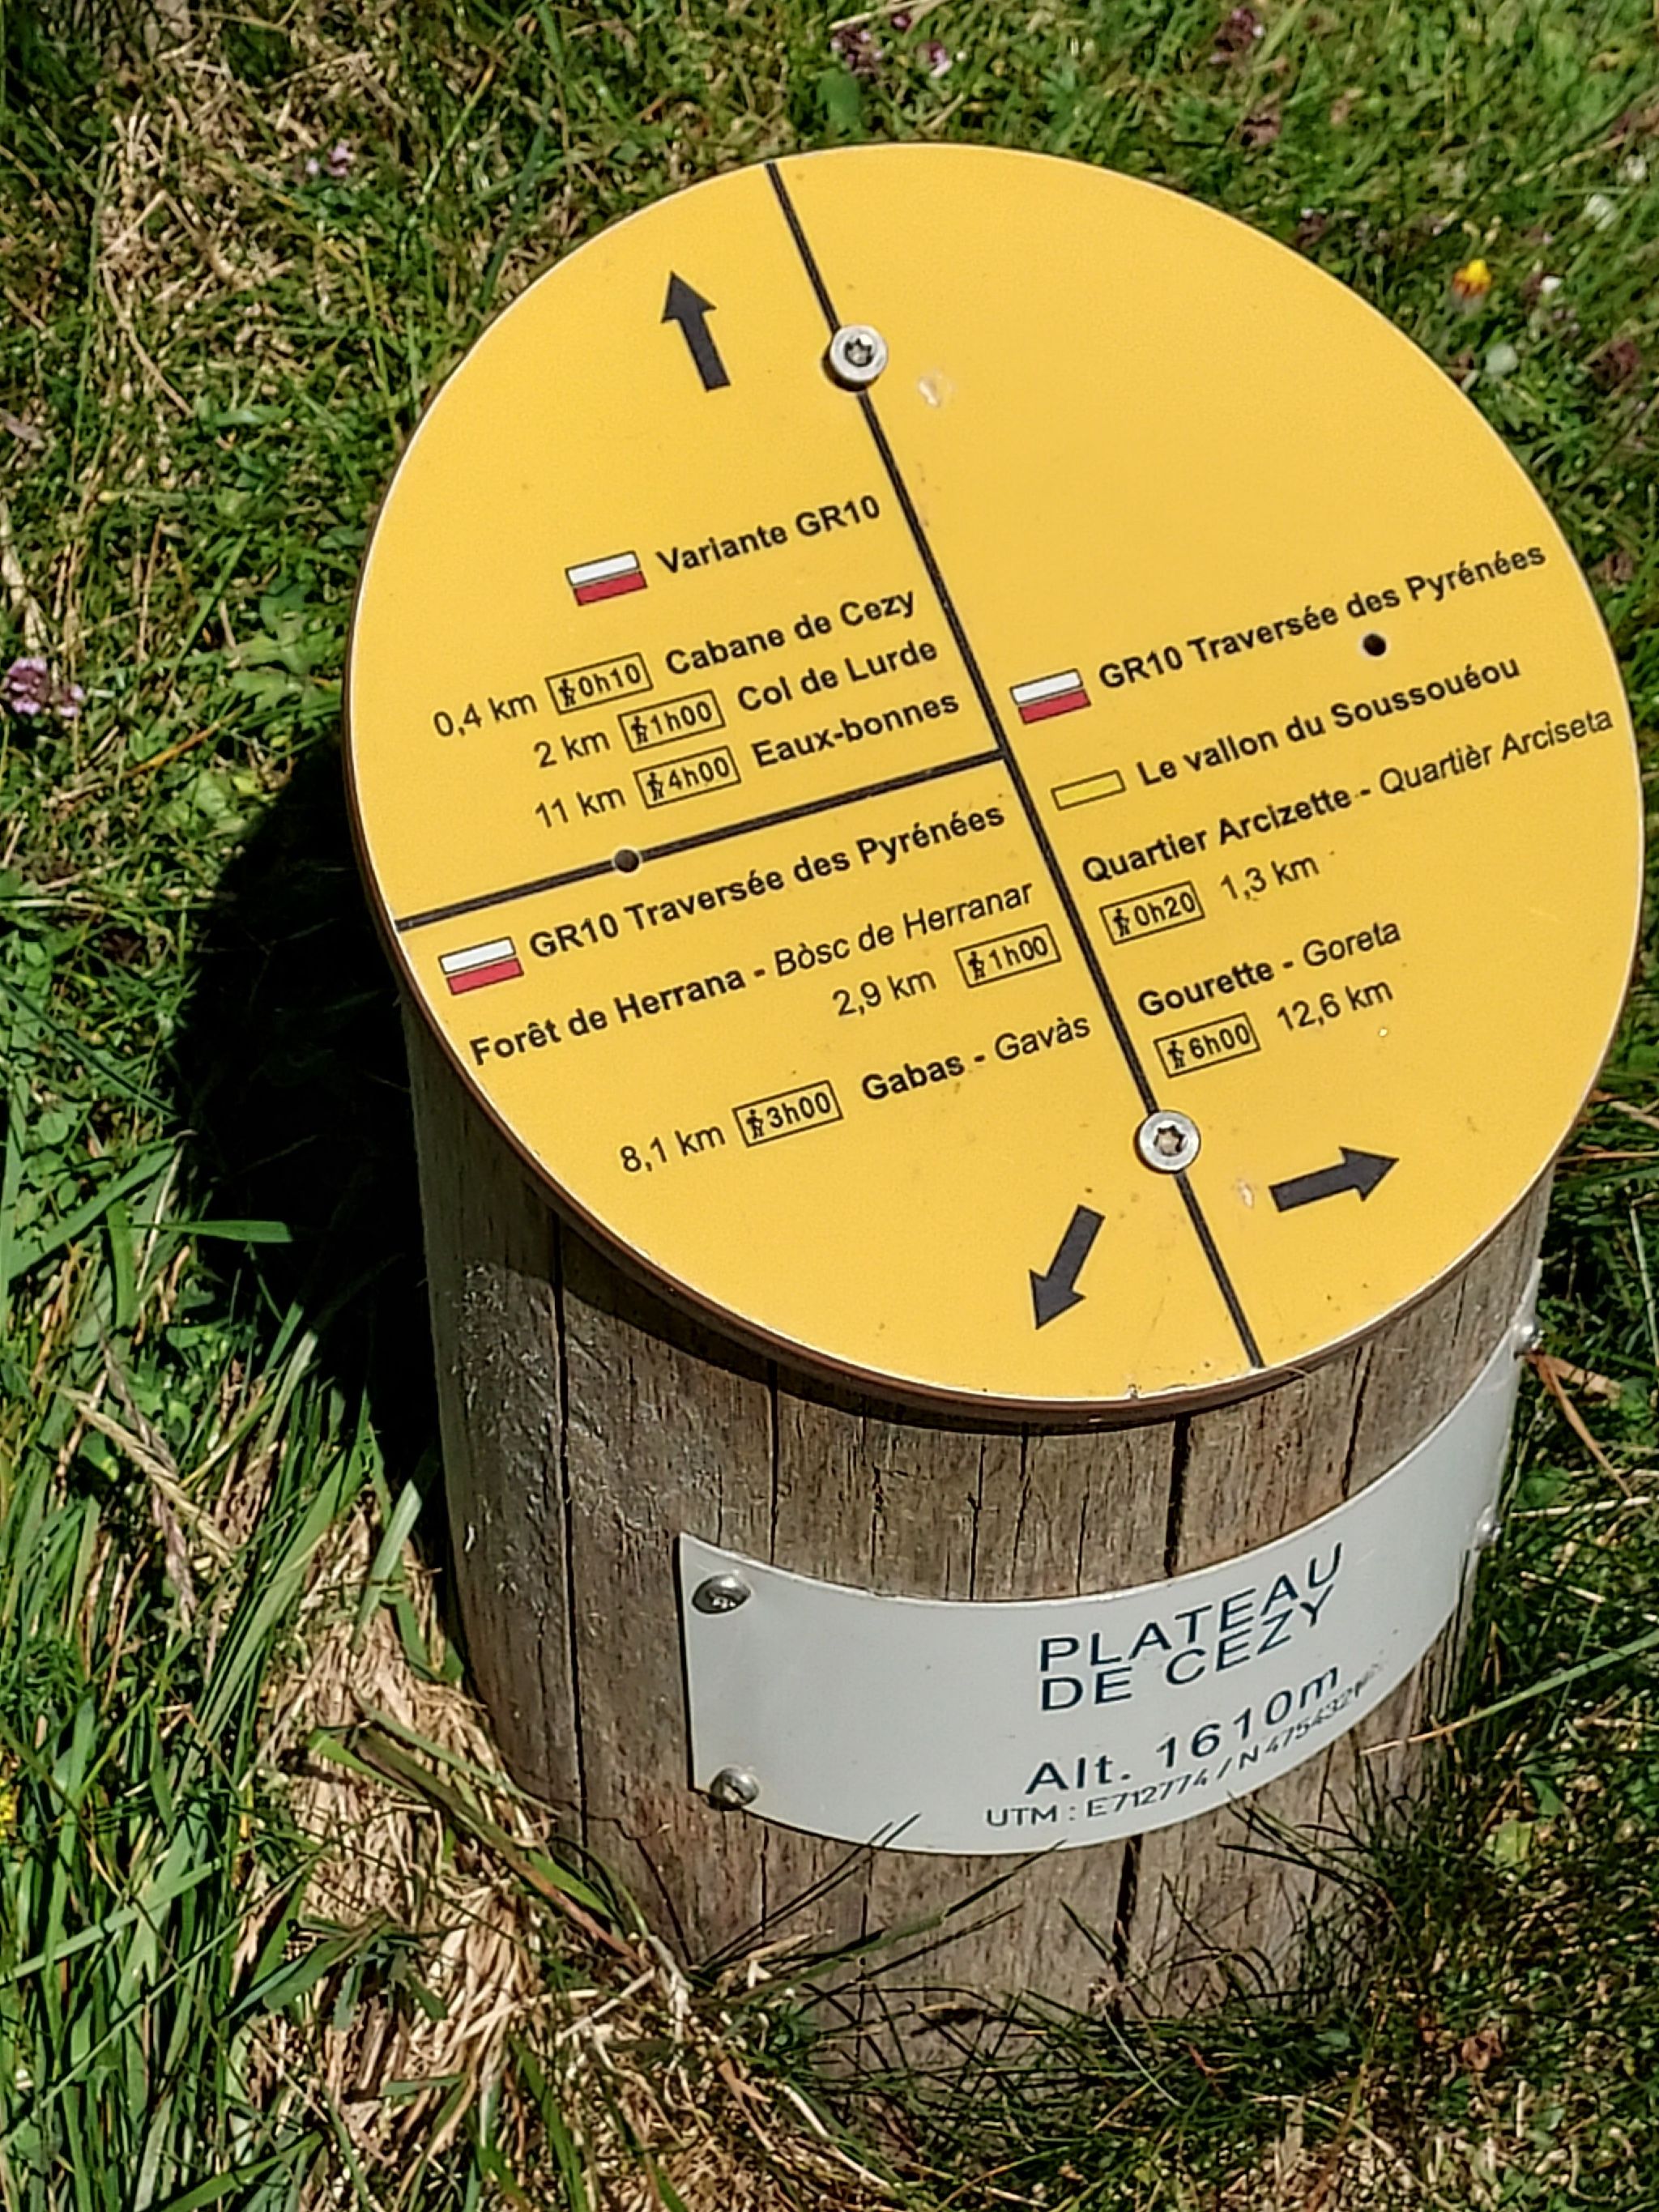 Variante GR10
0,4 km 0h10 Cabane de Cezy
2 km 1h00 Col de Lurde
11 km 4h00 Eaux-bonnes
GR10 Traversée des Pyrénées
Forêt de Herrana - Bòsc de Herranar
2,9 km 1h00
8,1 km 3h00 Gabas - Gavàs
GR10 Traversée des Pyrénées
Le vallon du Soussouéou
Quartier Arcizette - Quartièr Arciseta
0h20 1,3 km
Gourette - Goreta
6h00 12,6 km
PLATEAU
DE CEZY
Alt. 1610m
UTM : E712774 /